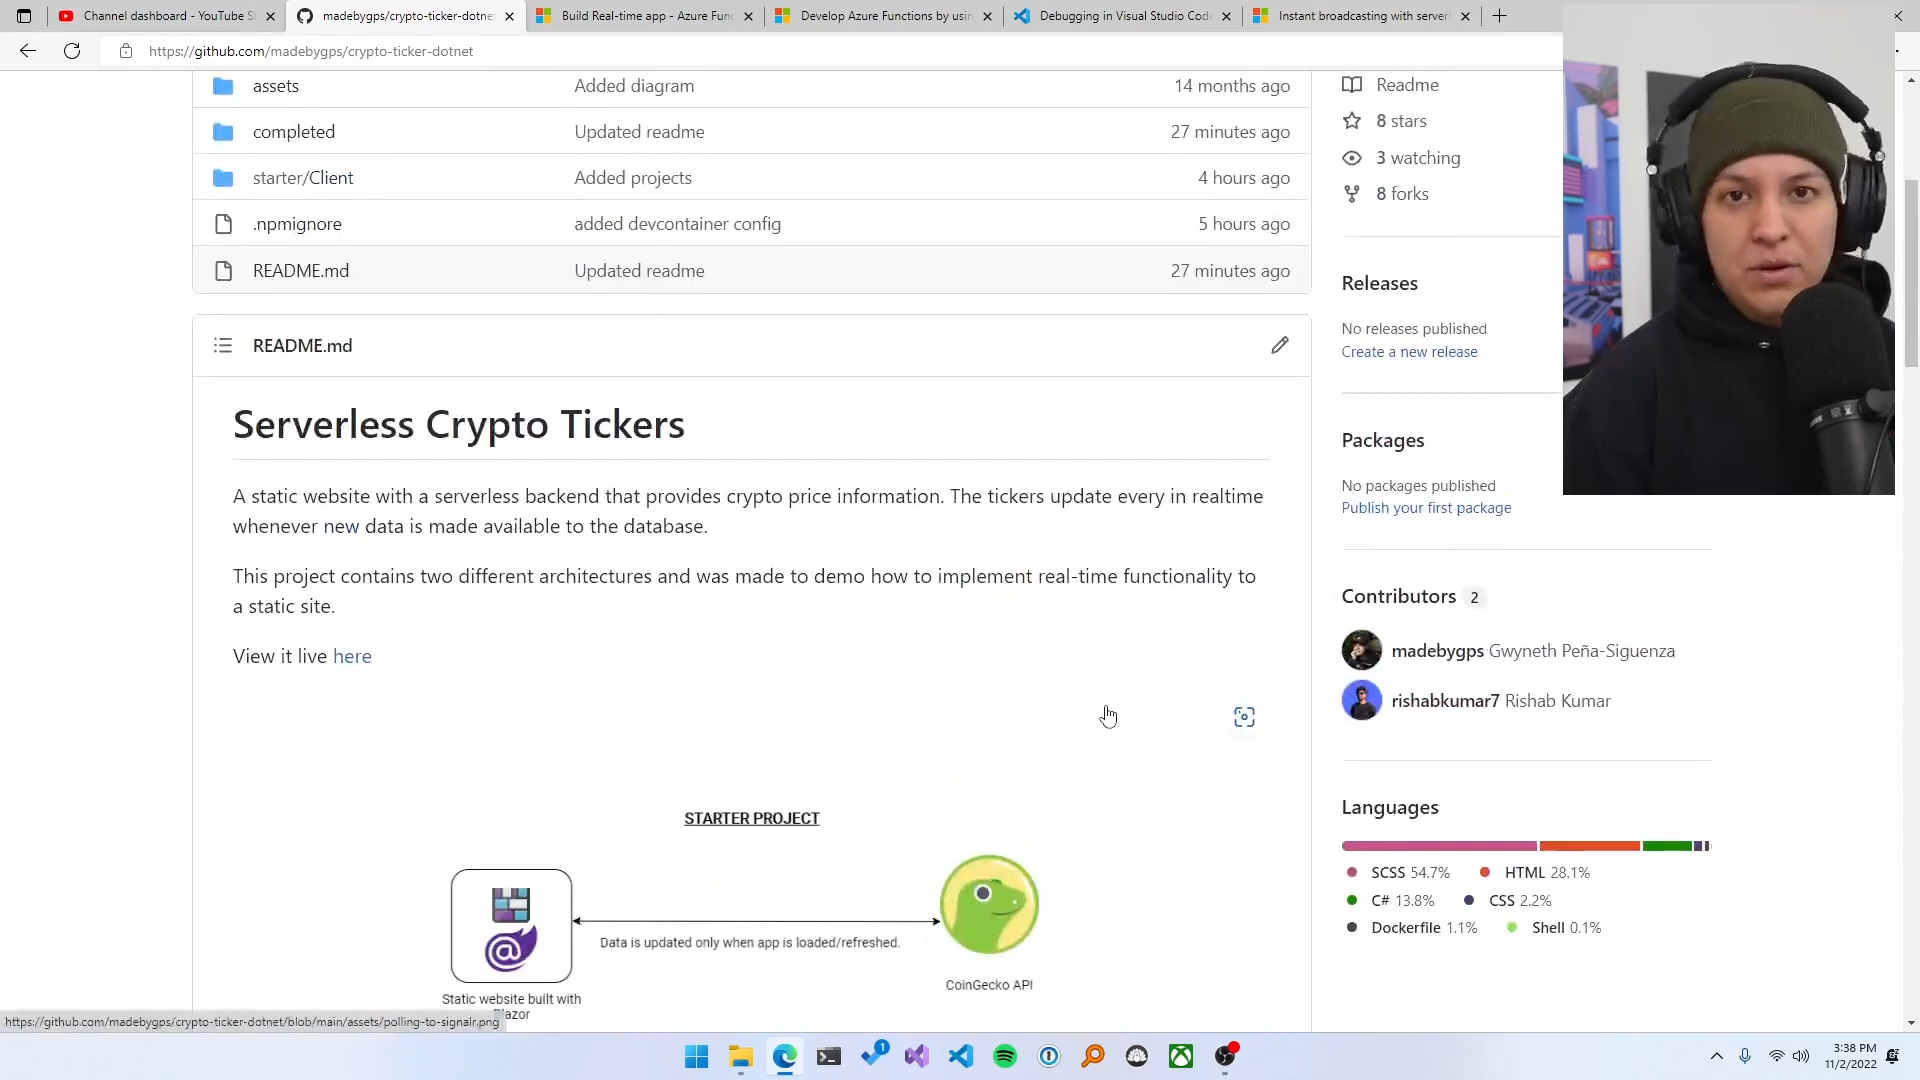 Channel dashboard - YouTube S
madebygps/crypto-ticker-dotne
Build Real-time app - Azure Func
Develop Azure Functions by usin
Debugging in Visual Studio Code
Instant broadcasting with server
https://github.com/madebygps/crypto-ticker-dotnet
assets Added diagram 14 months ago
completed Updated readme 27 minutes ago
starter/Client Added projects 4 hours ago
.npmignore added devcontainer config 5 hours ago
README.md Updated readme 27 minutes ago
README.md
Serverless Crypto Tickers
A static website with a serverless backend that provides crypto price information. The tickers update every in realtime
whenever new data is made available to the database.
This project contains two different architectures and was made to demo how to implement real-time functionality to
a static site.
View it live here
STARTER PROJECT
Data is updated only when app is loaded/refreshed.
CoinGecko API
Static website built with
Blazor
Readme
8 stars
3 watching
8 forks
Releases
No releases published
Create a new release
Packages
No packages published
Publish your first package
Contributors 2
madebygps Gwyneth Peña-Siguenza
rishabkumar7 Rishab Kumar
Languages
SCSS 54.7% HTML 28.1%
C# 13.8% CSS 2.2%
Dockerfile 1.1% Shell 0.1%
https://github.com/madebygps/crypto-ticker-dotnet/blob/main/assets/polling-to-signalr.png
1
3:38 PM
11/2/2022